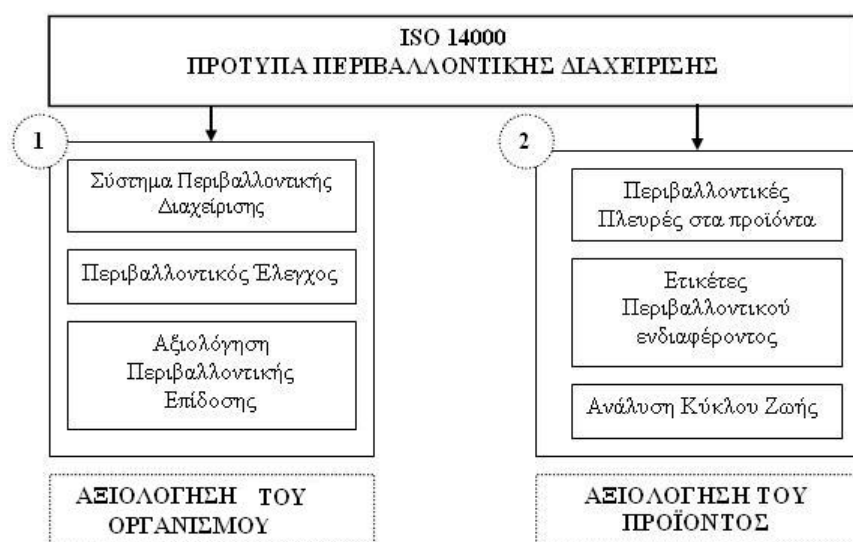 ISO 14000
ΠΡΟΤΥΠΑ ΠΕΡΙΒΑΛΛΟΝΤΙΚΗΣ ΔΙΑΧΕΙΡΙΣΗΣ
1
Σύστημα Περιβαλλοντικής
Διαχείρισης
Περιβαλλοντικός Έλεγχος
Αξιολόγηση
Περιβαλλοντικής
Επίδοσης
ΑΞΙΟΛΟΓΗΣΗ ΤΟΥ
ΟΡΓΑΝΙΣΜΟΥ
2
Περιβαλλοντικές
Πλευρές στα προϊόντα
Ετικέτες
Περιβαλλοντικού
ενδιαφέροντος
Ανάλυση Κύκλου Ζωής
ΑΞΙΟΛΟΓΗΣΗ ΤΟΥ
ΠΡΟΪΟΝΤΟΣ